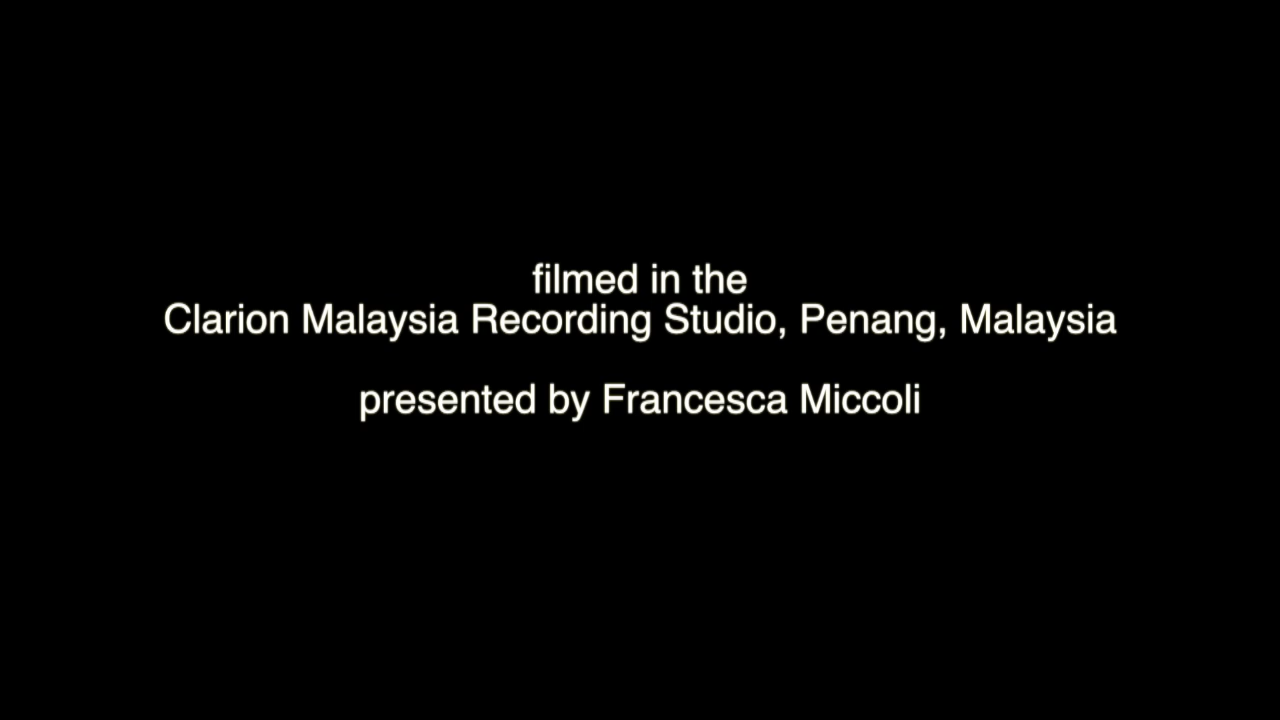 filmed in the
Clarion Malaysia Recording Studio, Penang, Malaysia
presented by Francesca Miccoli